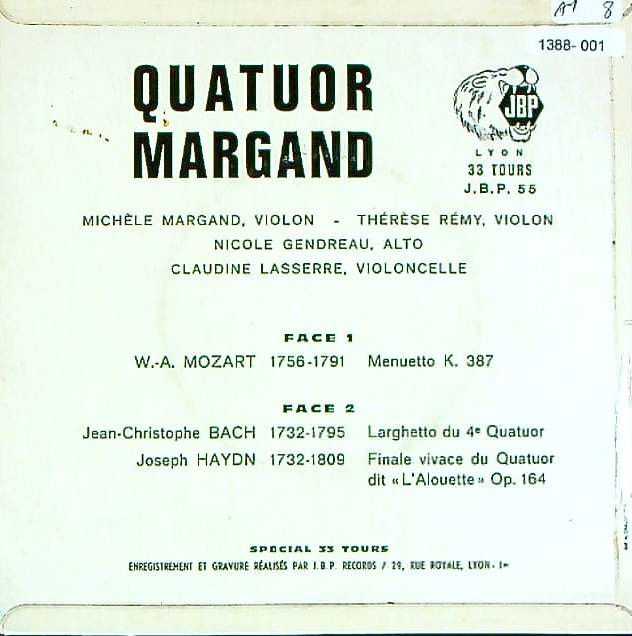 8
1388-001
QUATUOR
MARGAND
JBP
LYON
33 TOURS
J.B.P. 55
MICHÈLE MARGAND, VIOLON - THÉRÈSE RÉMY, VIOLON
NICOLE GENDREAU, ALTO
CLAUDINE LASSERRE, VIOLONCELLE
FACE 1
W.-A. MOZART 1756-1791 Menuetto K. 387
FACE 2
Jean-Christophe BACH 1732-1795 Larghetto du 4e Quatuor
Joseph HAYDN 1732-1809 Finale vivace du Quatuor
dit « L'Alouette » Op. 164
SPECIAL 33 TOURS
ENREGISTREMENT ET GRAVURE RÉALISÉS PAR J.B.P. RECORDS / 29, RUE ROYALE, LYON - 1er